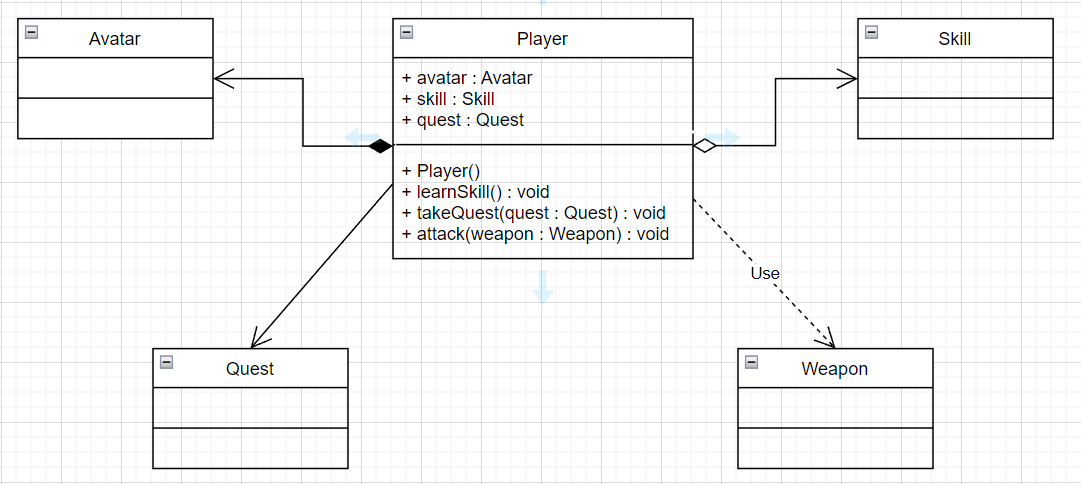 Avatar
Player
Skill
+ avatar : Avatar
+ skill : Skill
+ quest : Quest
+ Player()
+ learnSkill() : void
+ takeQuest(quest : Quest) : void
+ attack(weapon : Weapon) : void
Use
Quest
Weapon